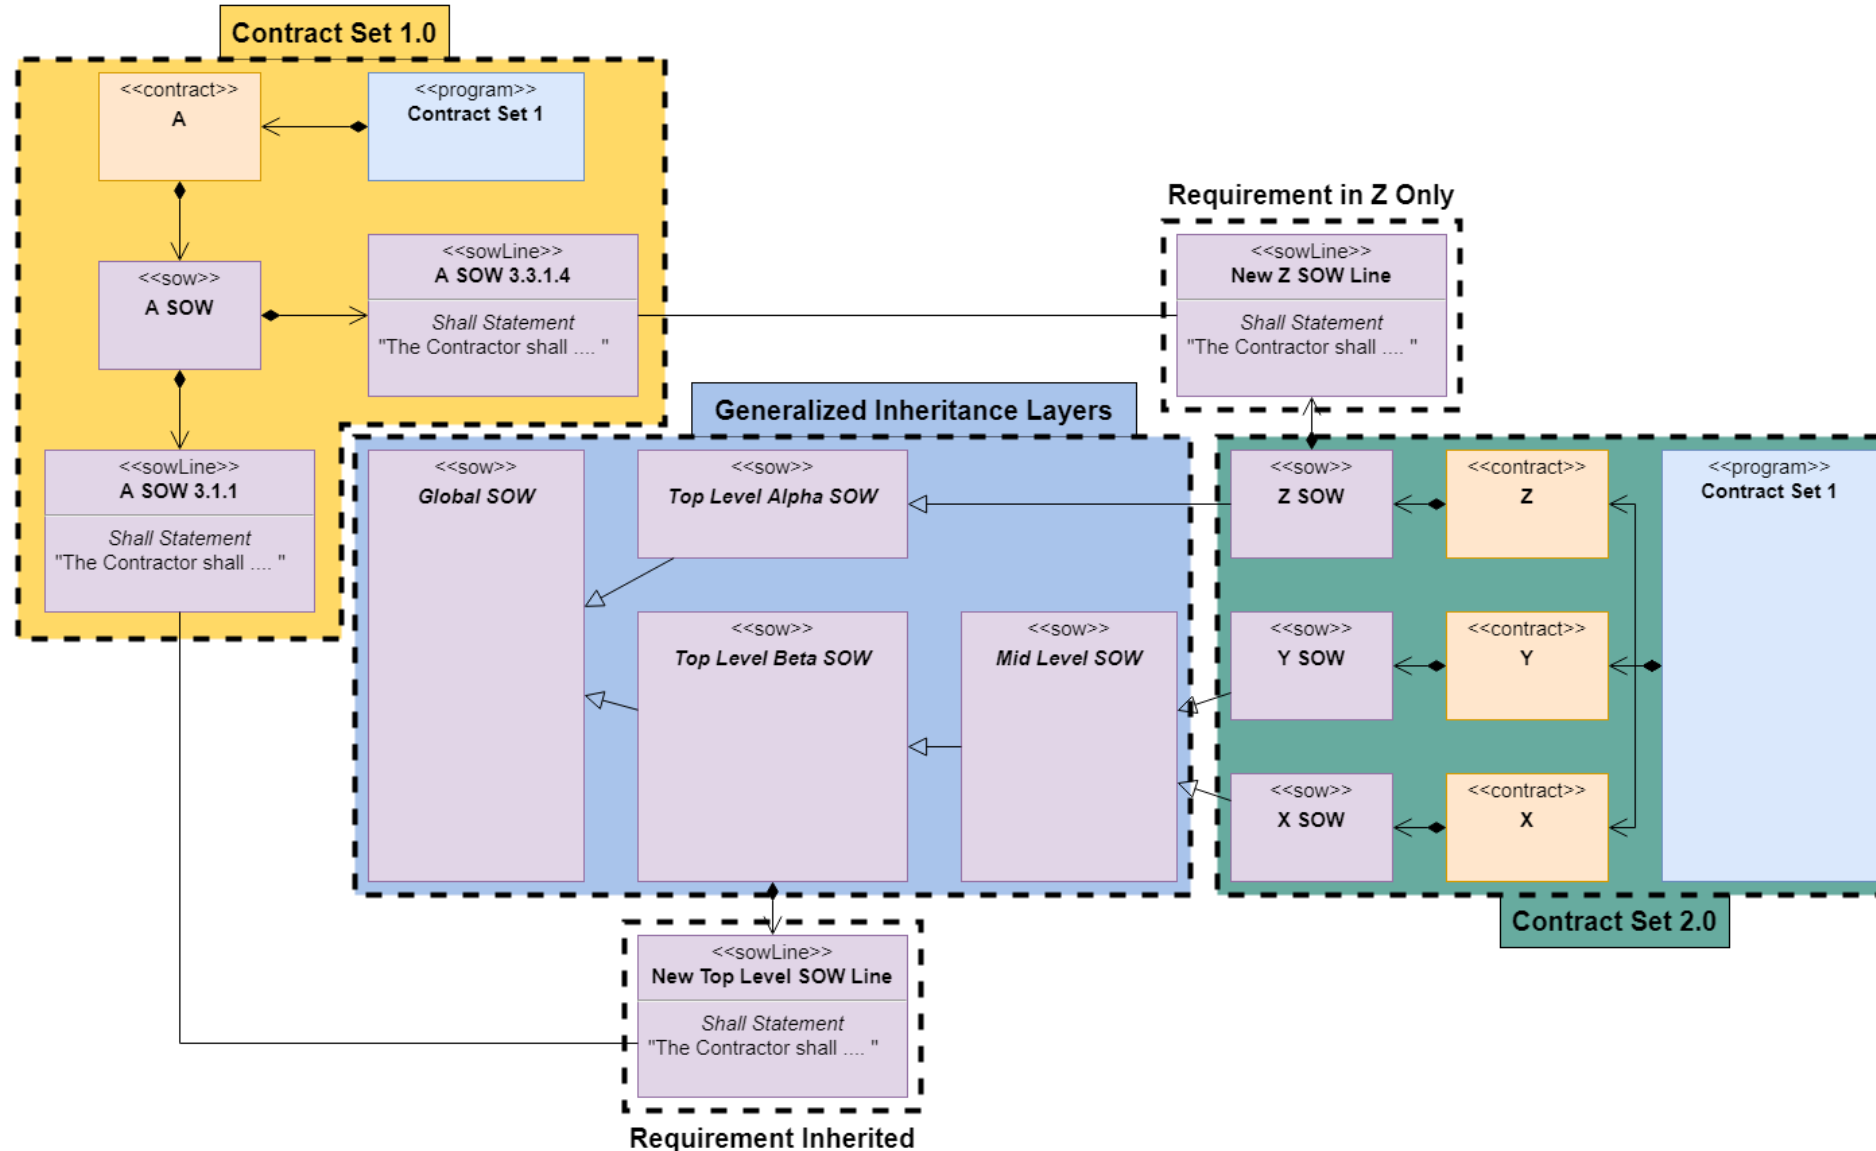 Contract Set 1.0
<<contract>>
A
<<program>>
Contract Set 1
<<sow>>
A SOW
<<sowLine>>
A SOW 3.3.1.4
Shall Statement
"The Contractor shall .... "
<<sowLine>>
A SOW 3.1.1
Shall Statement
"The Contractor shall .... "
Requirement in Z Only
<<sowLine>>
New Z SOW Line
Shall Statement
"The Contractor shall .... "
Generalized Inheritance Layers
<<sow>>
Global SOW
<<sow>>
Top Level Alpha SOW
<<sow>>
Top Level Beta SOW
<<sow>>
Mid Level SOW
<<sow>>
Z SOW
<<contract>>
Z
<<program>>
Contract Set 1
<<sow>>
Y SOW
<<contract>>
Y
<<sow>>
X SOW
<<contract>>
X
Contract Set 2.0
<<sowLine>>
New Top Level SOW Line
Shall Statement
"The Contractor shall .... "
Requirement Inherited